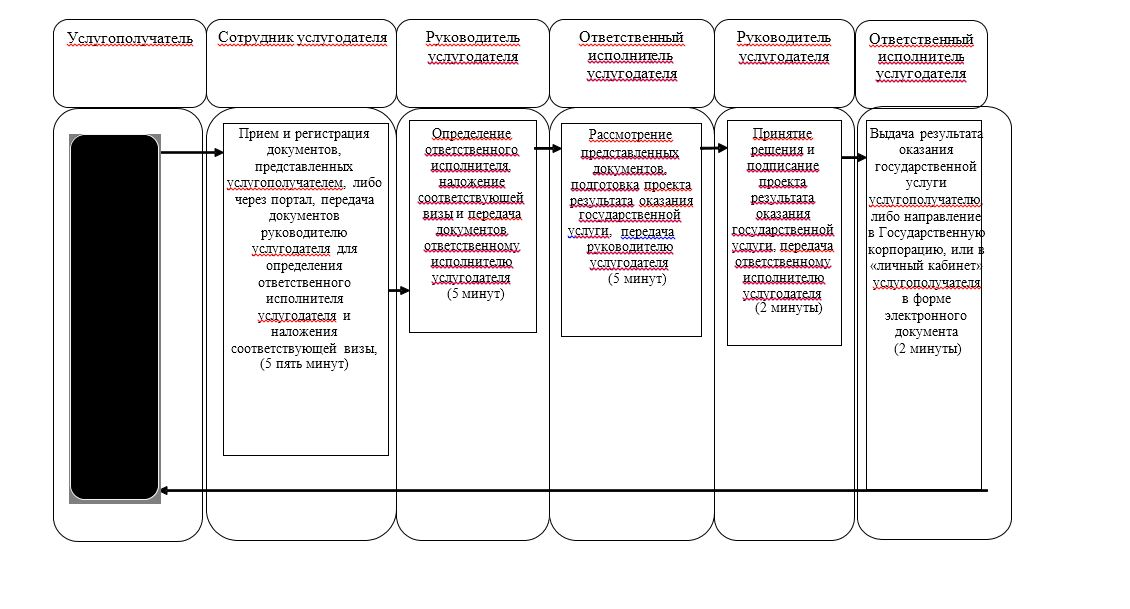 Услугополучатель
Сотрудник услугодателя
Руководитель
услугодателя
Ответственный
исполнитель
услугодателя
Руководитель
услугодателя
Ответственный
исполнитель
услугодателя
Прием и регистрация
документов,
представленных
услугополучателем, либо
через портал, передача
документов
руководителю
услугодателя для
определения
ответственного
исполнителя
услугодателя и
наложения
соответствующей визы,
(5 пять минут)
Определение
ответственного
исполнителя,
наложение
соответствующей
визы и передача
документов
ответственному
исполнителю
услугодателя
(5 минут)
Рассмотрение
представленных
документов,
подготовка проекта
результата оказания
государственной
услуги, передача
руководителю
услугодателя
(5 минут)
Принятие
решения и
подписание
проекта
результата
оказания
государственной
услуги, передача
ответственному
исполнителю
услугодателя
(2 минуты)
Выдача результата
оказания
государственной
услуги
услугополучателю
либо направление
в Государственную
корпорацию, или в
«личный кабинет»
услугополучателя
в форме
электронного
документа
(2 минуты)